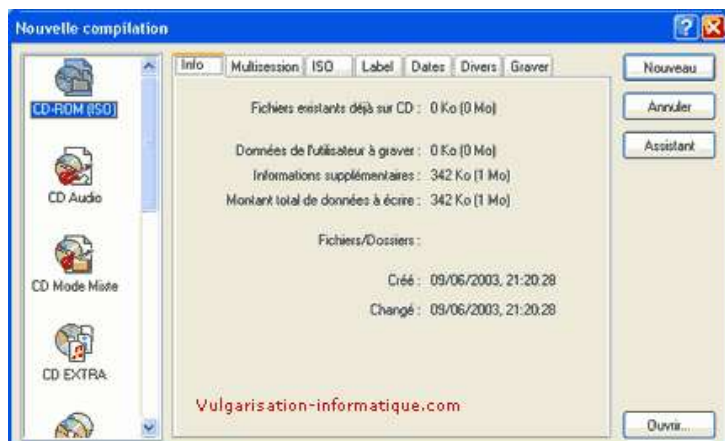 Nouvelle compilation
CD-ROM (ISO)
CD Audio
CD Mode Mixte
CD EXTRA
Info Multisession ISO Label Dates Divers Graver
Fichiers existants déjà sur CD : 0 Ko (0 Mo)
Données de l'utilisateur à graver : 0 Ko (0 Mo)
Informations supplémentaires : 342 Ko (1 Mo)
Montant total de données à écrire : 342 Ko (1 Mo)
Fichiers/Dossiers :
Créé : 09/06/2003, 21:20:28
Changé : 09/06/2003, 21:20:28
Vulgarisation-informatique.com
Nouveau
Annuler
Assistant
Ouvrir...